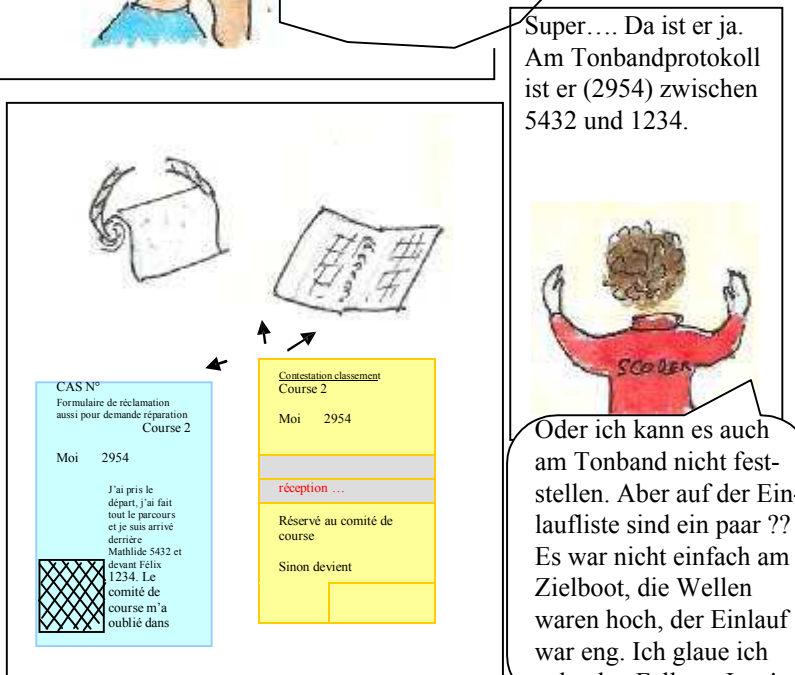 Super…. Da ist er ja.
Am Tonbandprotokoll
ist er (2954) zwischen
5432 und 1234.
SCORER
Oder ich kann es auch
am Tonband nicht fest-
stellen. Aber auf der Ein-
laufliste sind ein paar ??
Es war nicht einfach am
Zielboot, die Wellen
waren hoch, der Einlauf
war eng. Ich glaue ich
CAS N°
Formulaire de réclamation
aussi pour demande réparation
Course 2
Moi 2954
J'ai pris le
départ, j'ai fait
tout le parcours
et je suis arrivé
derrière
Mathlide 5432 et
devant Félix
1234. Le
comité de
course m'a
oublié dans
Contestation classement
Course 2
Moi 2954
réception …
Réservé au comité de
course
Sinon devient